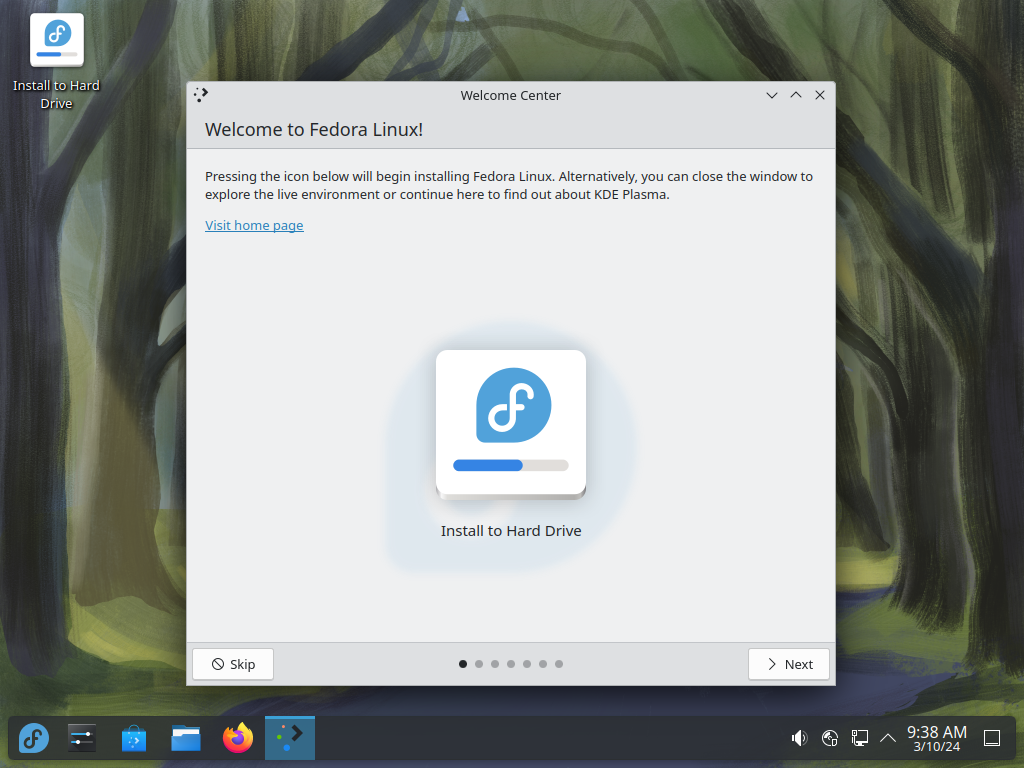 Install to Hard
Drive
Welcome Center
Welcome to Fedora Linux!
Pressing the icon below will begin installing Fedora Linux. Alternatively, you can close the window to
explore the live environment or continue here to find out about KDE Plasma.
Visit home page
Install to Hard Drive
Skip
Next
9:38 AM
3/10/24